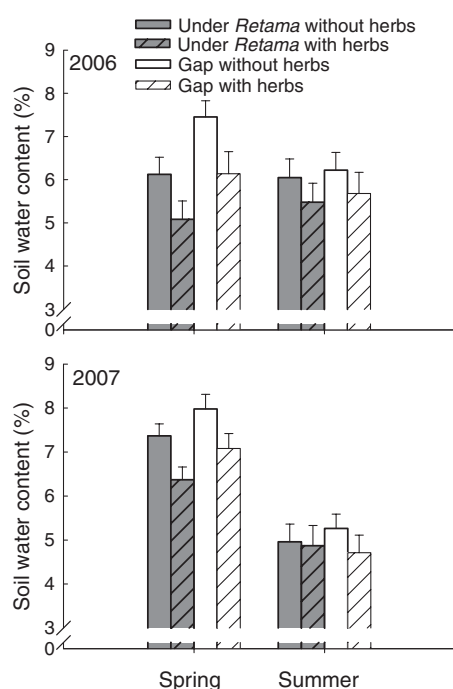 Under Retama without herbs
Under Retama with herbs
Gap without herbs
Gap with herbs
2006
Soil water content (%)
9
8
7
6
5
4
3
0
2007
Soil water content (%)
9
8
7
6
5
4
3
0
Spring Summer